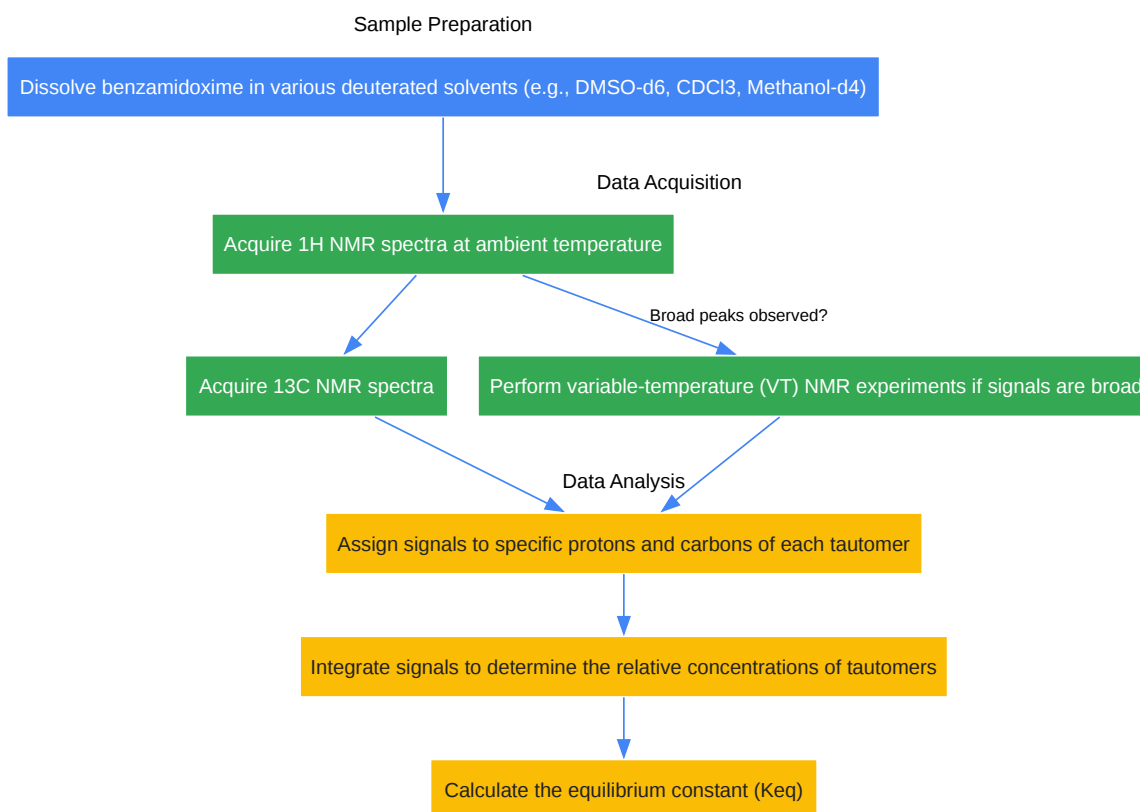 Sample Preparation
Dissolve benzamidoxime in various deuterated solvents (e.g., DMSO-d6, CDCl3, Methanol-d4)
Data Acquisition
Acquire 1H NMR spectra at ambient temperature
Broad peaks observed?
Acquire 13C NMR spectra
Perform variable-temperature (VT) NMR experiments if signals are broad
Data Analysis
Assign signals to specific protons and carbons of each tautomer
Integrate signals to determine the relative concentrations of tautomers
Calculate the equilibrium constant (Keq)